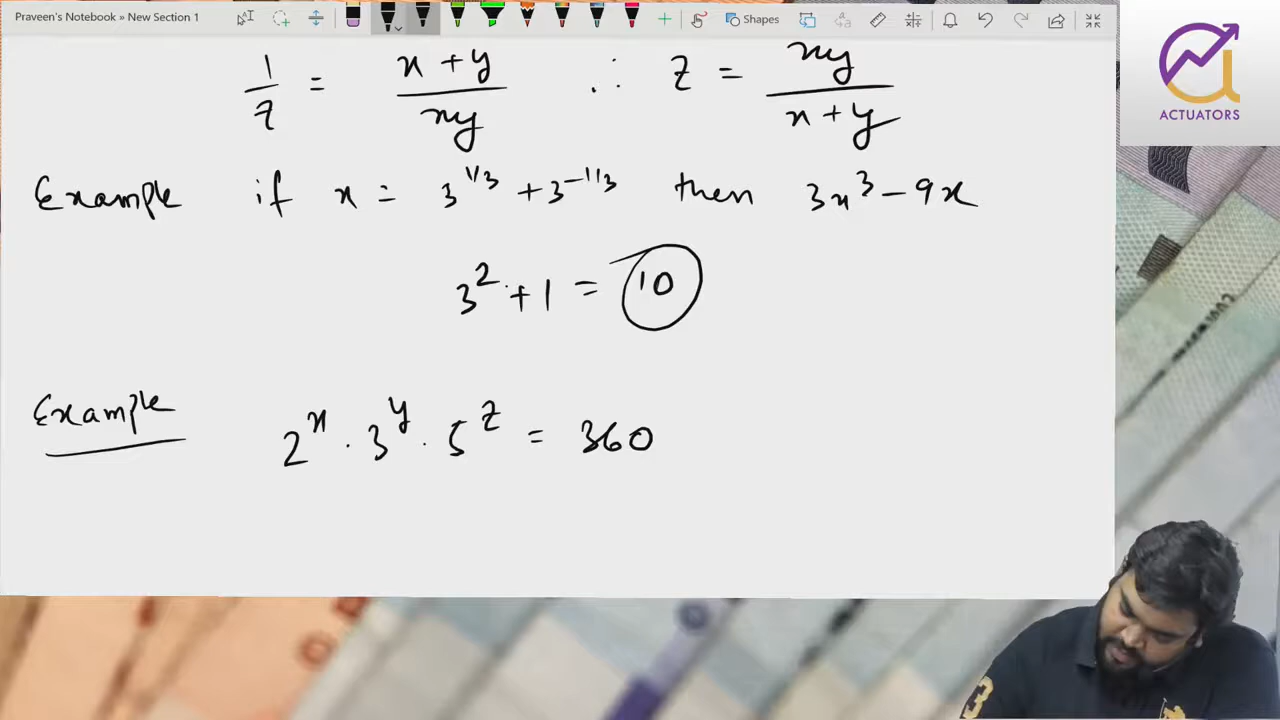 Praveen's Notebook » New Section 1
Shapes
ACTUATORS
1/z = x + y / xy ∴ z = xy / x + y
Example if x = 3^1/3 + 3^-1/3 then 3x^3 - 9x
3^2 + 1 = 10
Example 2^x · 3^y · 5^z = 360